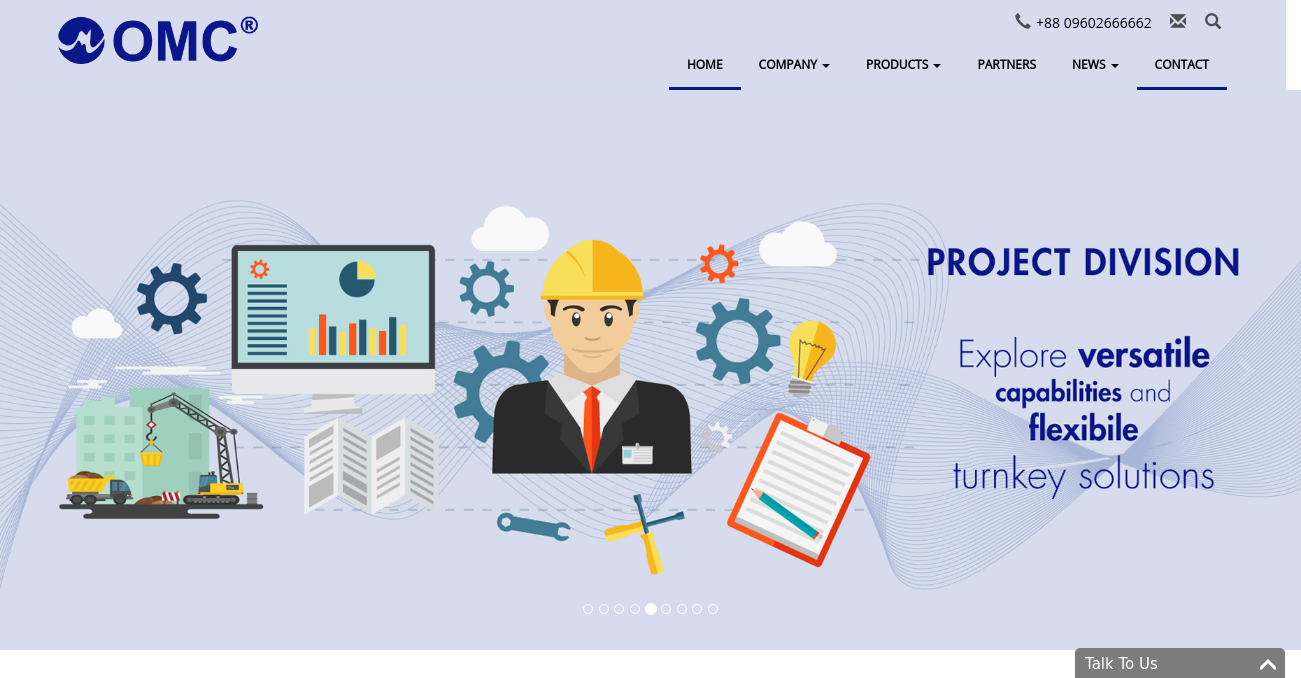 OMC®
+88 09602666662
HOME COMPANY PRODUCTS PARTNERS NEWS CONTACT
PROJECT DIVISION
Explore versatile
capabilities and
flexibile
turnkey solutions
Talk To Us